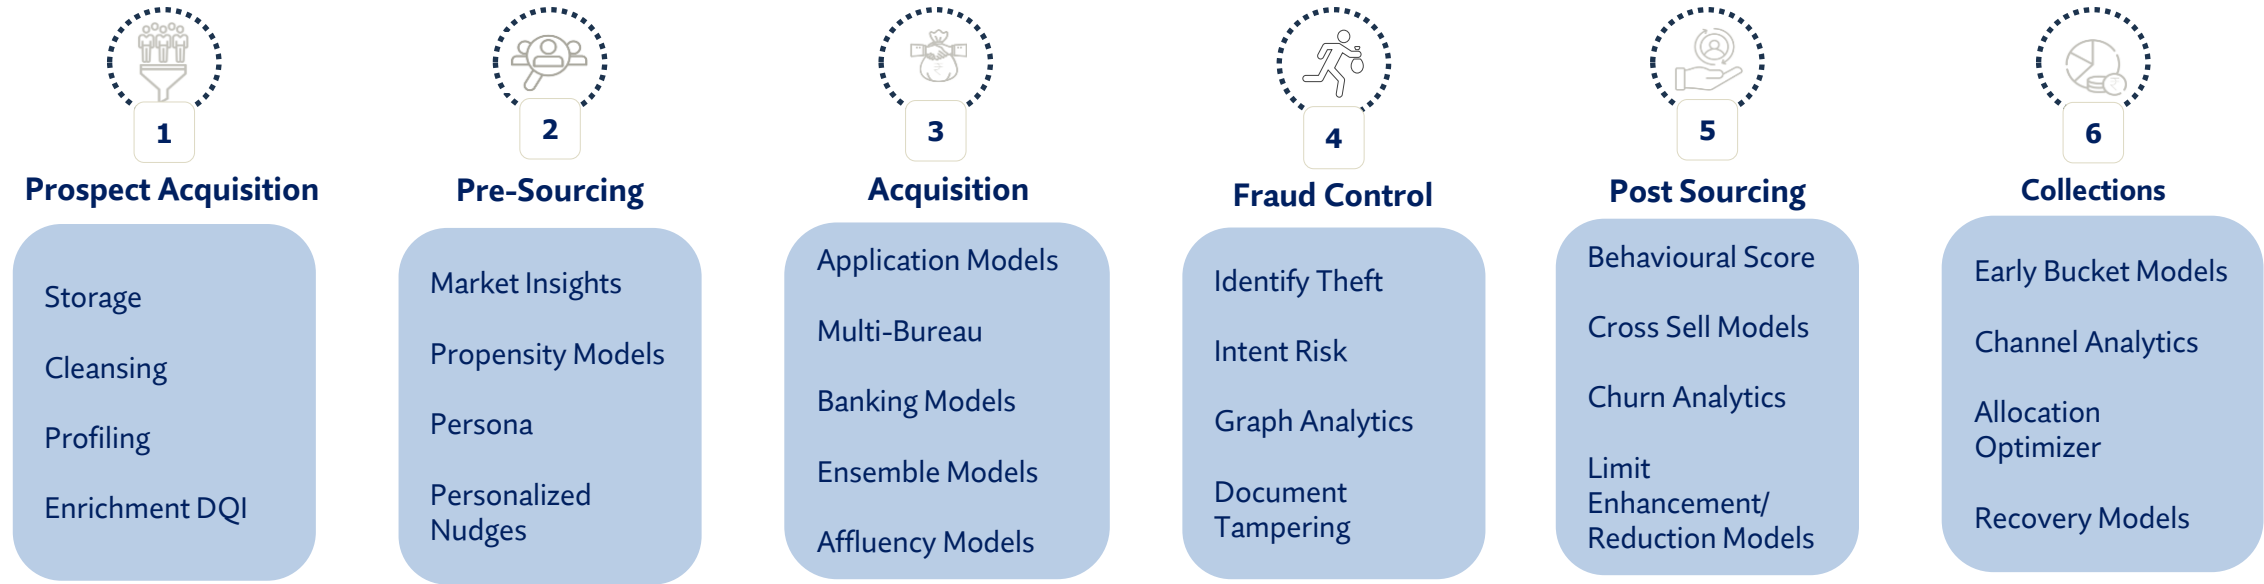 1
Prospect Acquisition
Storage
Cleansing
Profiling
Enrichment DQI
2
Pre-Sourcing
Market Insights
Propensity Models
Persona
Personalized
Nudges
3
Acquisition
Application Models
Multi-Bureau
Banking Models
Ensemble Models
Affluency Models
4
Fraud Control
Identify Theft
Intent Risk
Graph Analytics
Document
Tampering
5
Post Sourcing
Behavioural Score
Cross Sell Models
Churn Analytics
Limit
Enhancement/
Reduction Models
6
Collections
Early Bucket Models
Channel Analytics
Allocation
Optimizer
Recovery Models